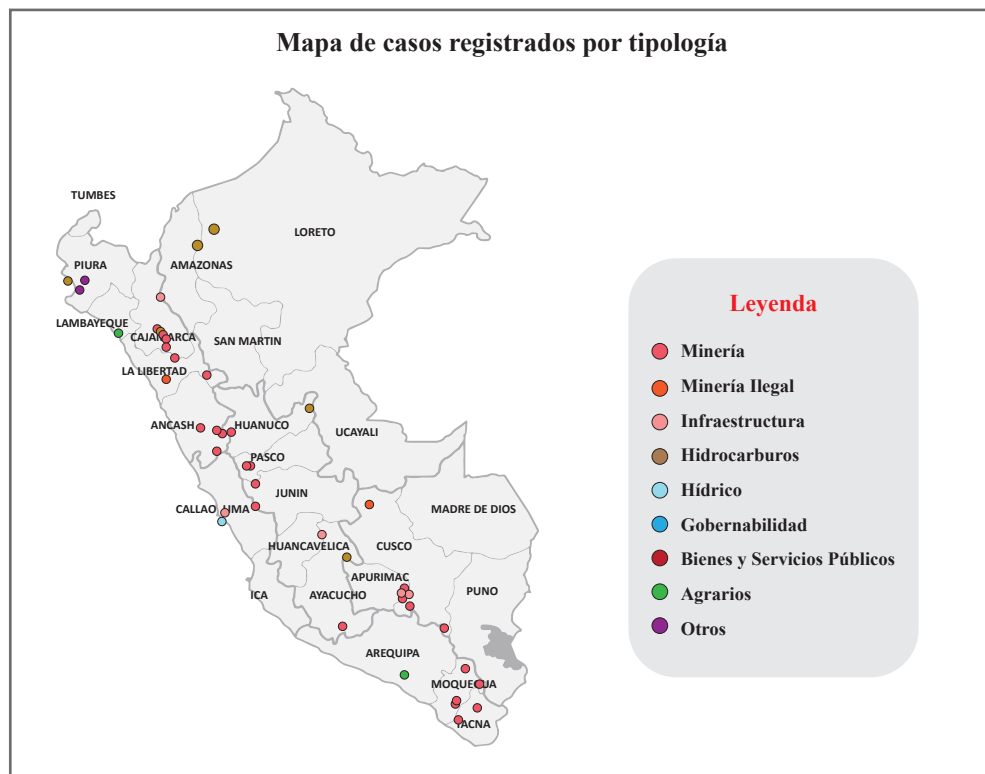 Mapa de casos registrados por tipología
TUMBES
LORETO
PIURA
AMAZONAS
LAMBAYEQUE
CAJAMARCA
SAN MARTIN
LA LIBERTAD
ANCASH
HUANUCO
UCAYALI
PASCO
JUNIN
CALLAO
LIMA
MADRE DE DIOS
HUANCAVELICA
CUSCO
APURIMAC
ICA
AYACUCHO
PUNO
AREQUIPA
MOQUEGUA
TACNA
Leyenda
Minería
Minería Ilegal
Infraestructura
Hidrocarburos
Hídrico
Gobernabilidad
Bienes y Servicios Públicos
Agrarios
Otros